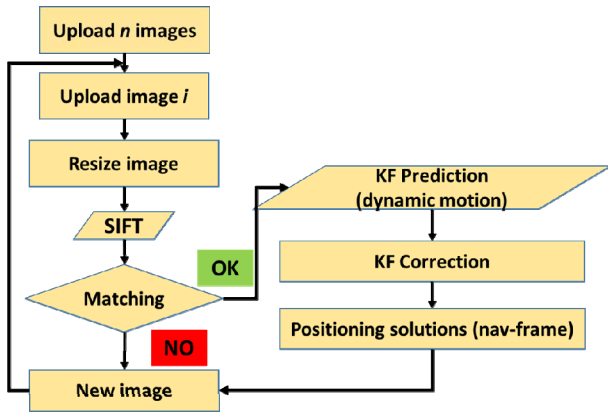 Upload n images
Upload image i
Resize image
SIFT
Matching
OK
NO
New image
KF Prediction
(dynamic motion)
KF Correction
Positioning solutions (nav-frame)